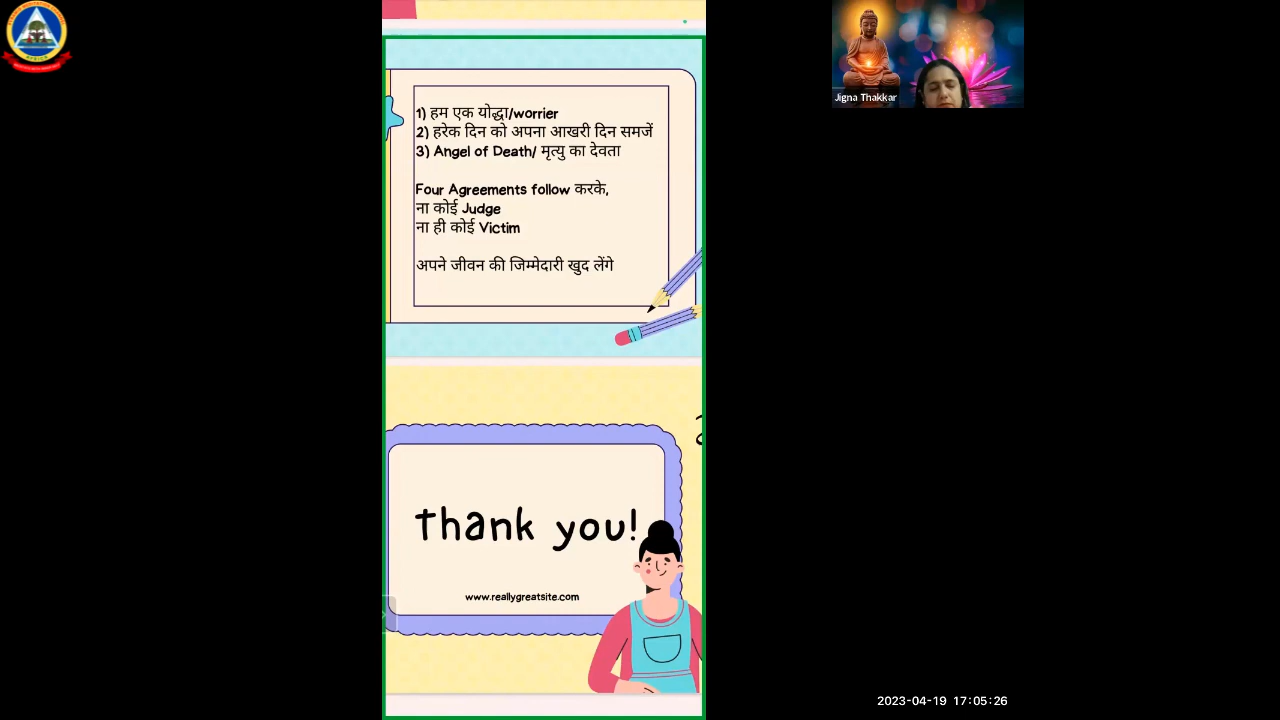 1) हम एक योद्धा/worrier
2) हरेक दिन को अपना आखरी दिन समजें
3) Angel of Death/ मृत्यु का देवता
Four Agreements follow करके,
ना कोई Judge
ना ही कोई Victim
अपने जीवन की जिम्मेदारी खुद लेंगे
Thank you!
www.reallygreatsite.com
Jigna Thakkar
2023-04-19 17:05:26